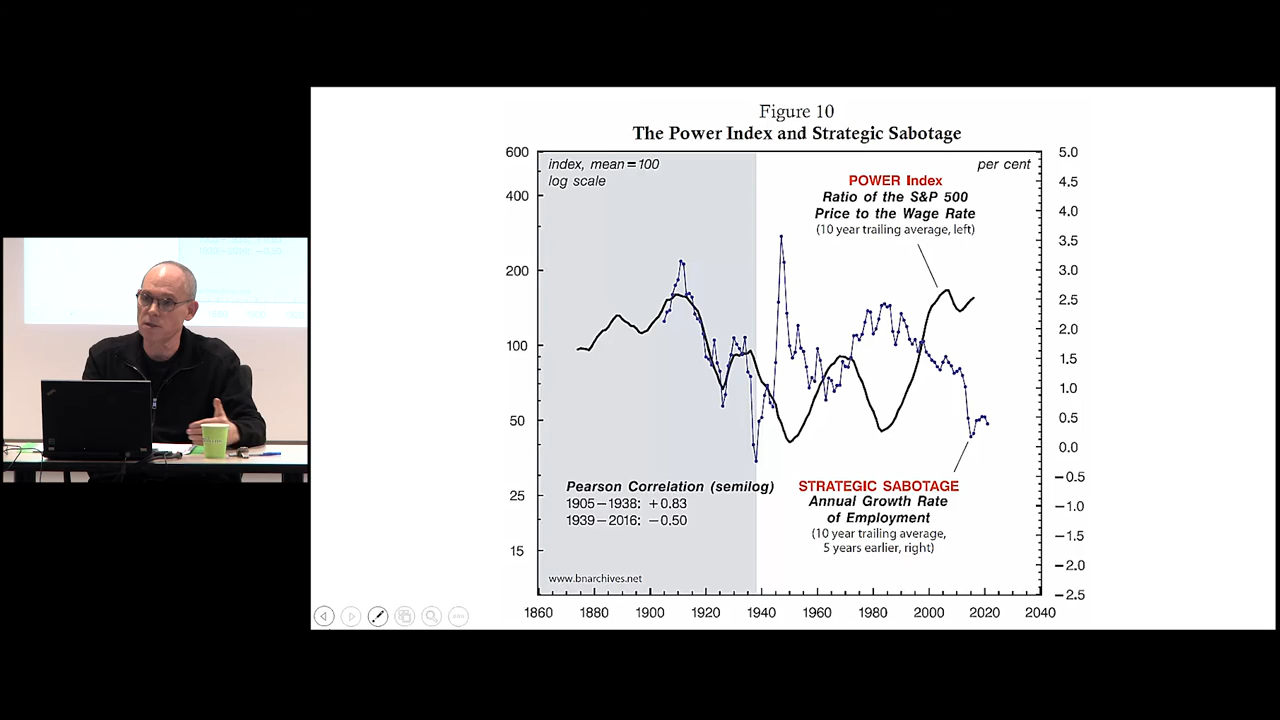 Figure 10
The Power Index and Strategic Sabotage
index, mean=100
log scale
per cent
POWER Index
Ratio of the S&P 500
Price to the Wage Rate
(10 year trailing average, left)
600
400
200
100
50
25
15
5.0
4.5
4.0
3.5
3.0
2.5
2.0
1.5
1.0
0.5
0.0
−0.5
−1.0
−1.5
−2.0
−2.5
Pearson Correlation (semilog)
1905–1938: +0.83
1939–2016: −0.50
STRATEGIC SABOTAGE
Annual Growth Rate
of Employment
(10 year trailing average,
5 years earlier, right)
www.bnarchives.net
1860 1880 1900 1920 1940 1960 1980 2000 2020 2040